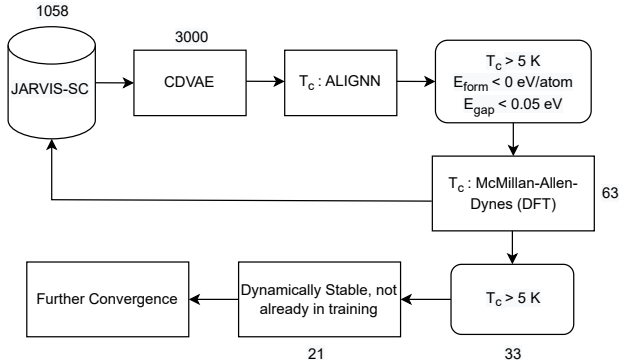 1058
JARVIS-SC
3000
CDVAE
T_c : ALIGNN
T_c > 5 K
E_form < 0 eV/atom
E_gap < 0.05 eV
T_c : McMillan-Allen-
Dynes (DFT)
63
T_c > 5 K
33
Dynamically Stable, not
already in training
21
Further Convergence